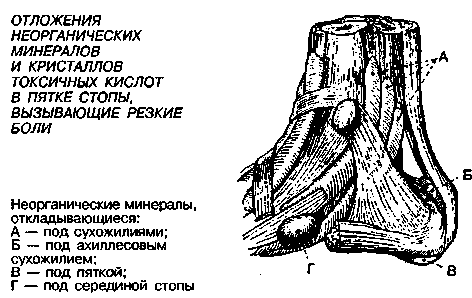 ОТЛОЖЕНИЯ
НЕОРГАНИЧЕСКИХ
МИНЕРАЛОВ
И КРИСТАЛЛОВ
ТОКСИЧНЫХ КИСЛОТ
В ПЯТКЕ СТОПЫ,
ВЫЗЫВАЮЩИЕ РЕЗКИЕ
БОЛИ
А
Б
В
Г
Неорганические минералы,
откладывающиеся:
А — под сухожилиями;
Б — под ахиллесовым
сухожилием;
В — под пяткой;
Г — под серединой стопы